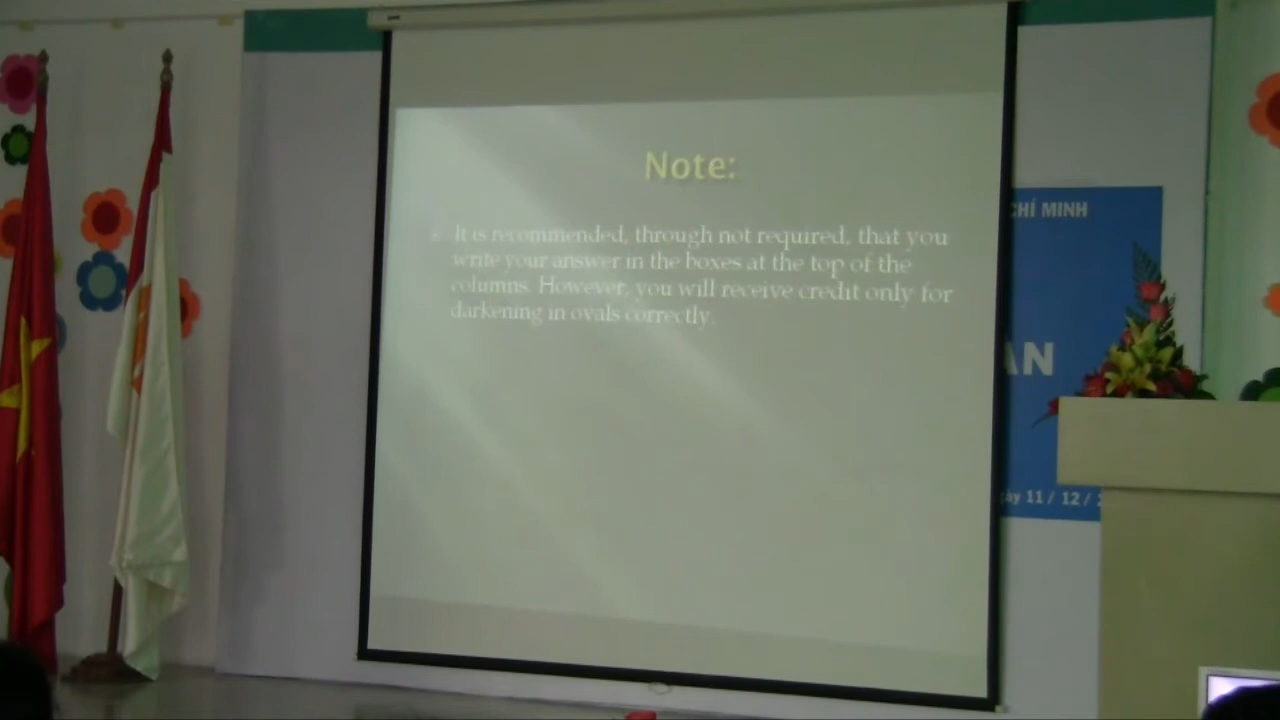 Note:
It is recommended, through not required, that you
write your answer in the boxes at the top of the
columns. However, you will receive credit only for
darkening in ovals correctly.
CHÍ MINH
AN
11 / 12 /